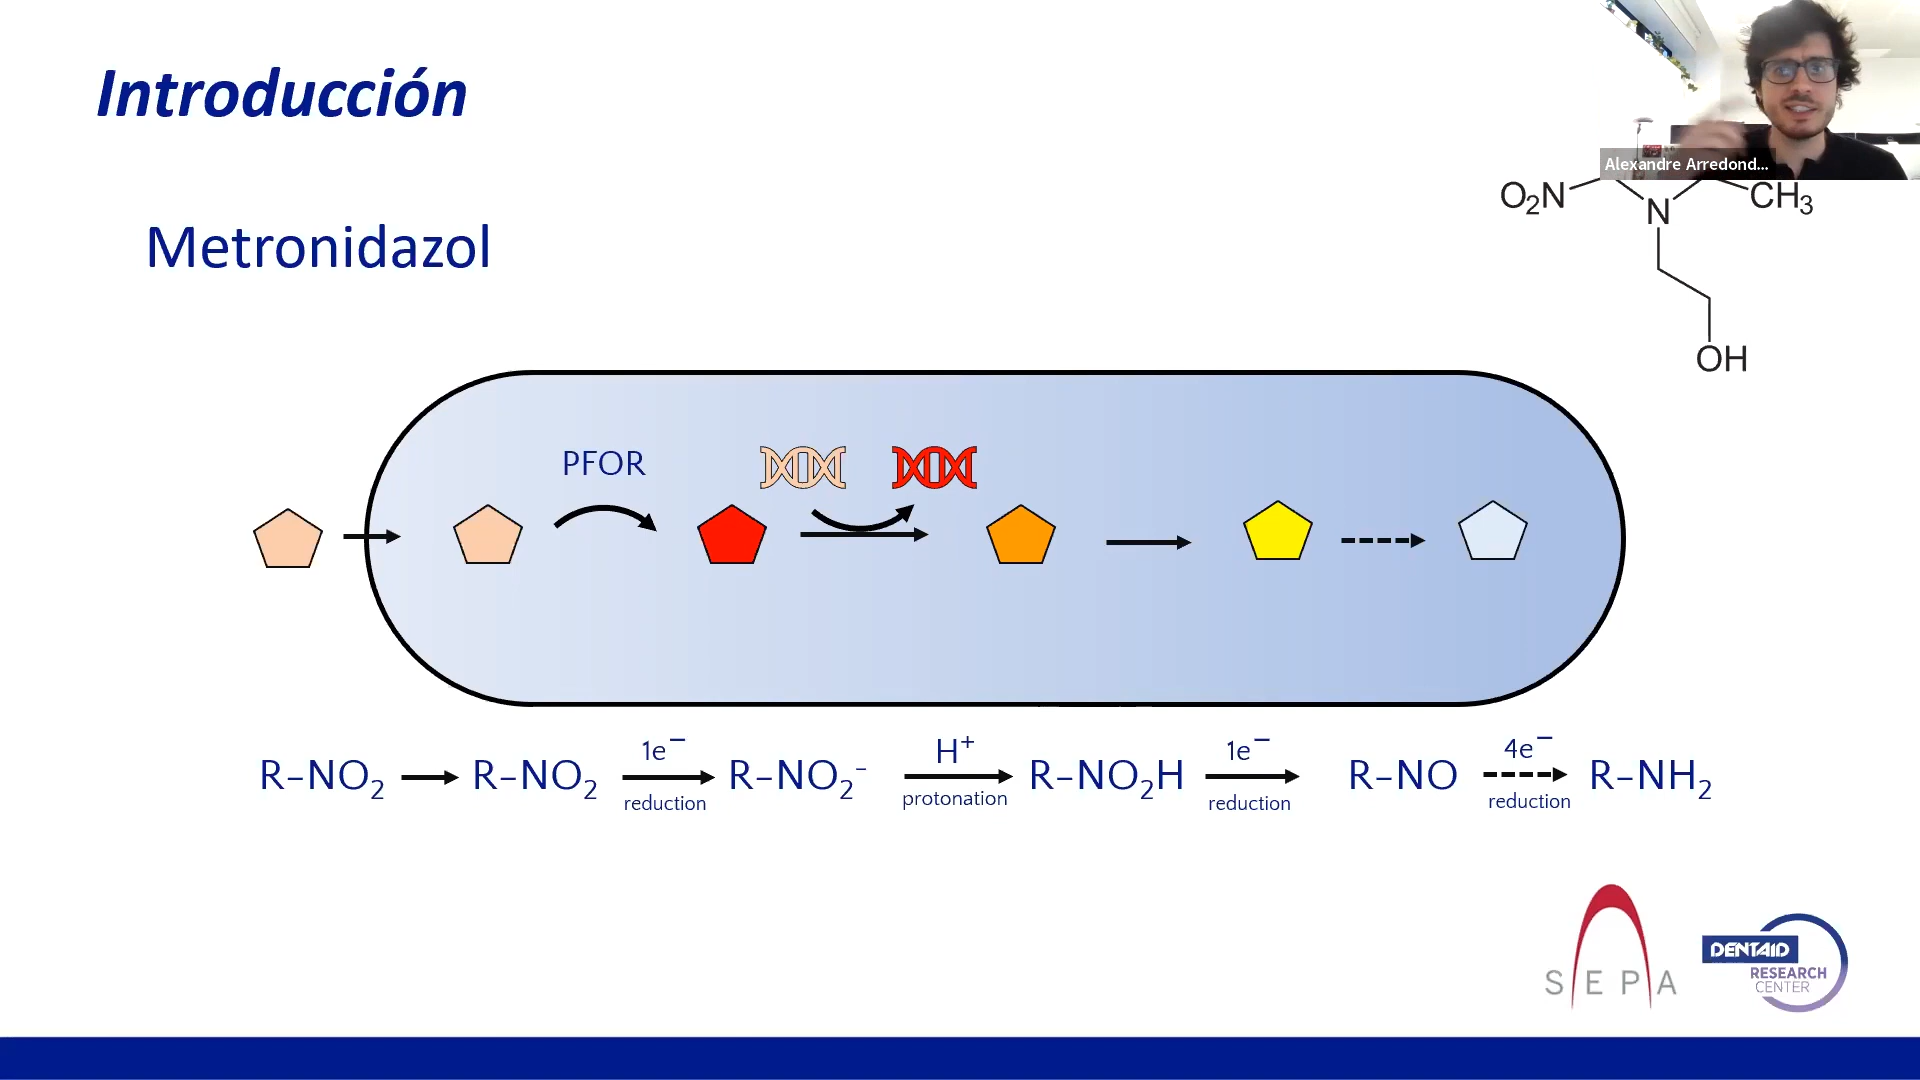 Introducción
Alexandre Arredond...
O2N
N
CH3
Metronidazol
OH
PFOR
R–NO2 R–NO2 1e− reduction R–NO2− H+ protonation R–NO2H 1e− reduction R–NO 4e− reduction R–NH2
SEPA
DENTAID
RESEARCH
CENTER